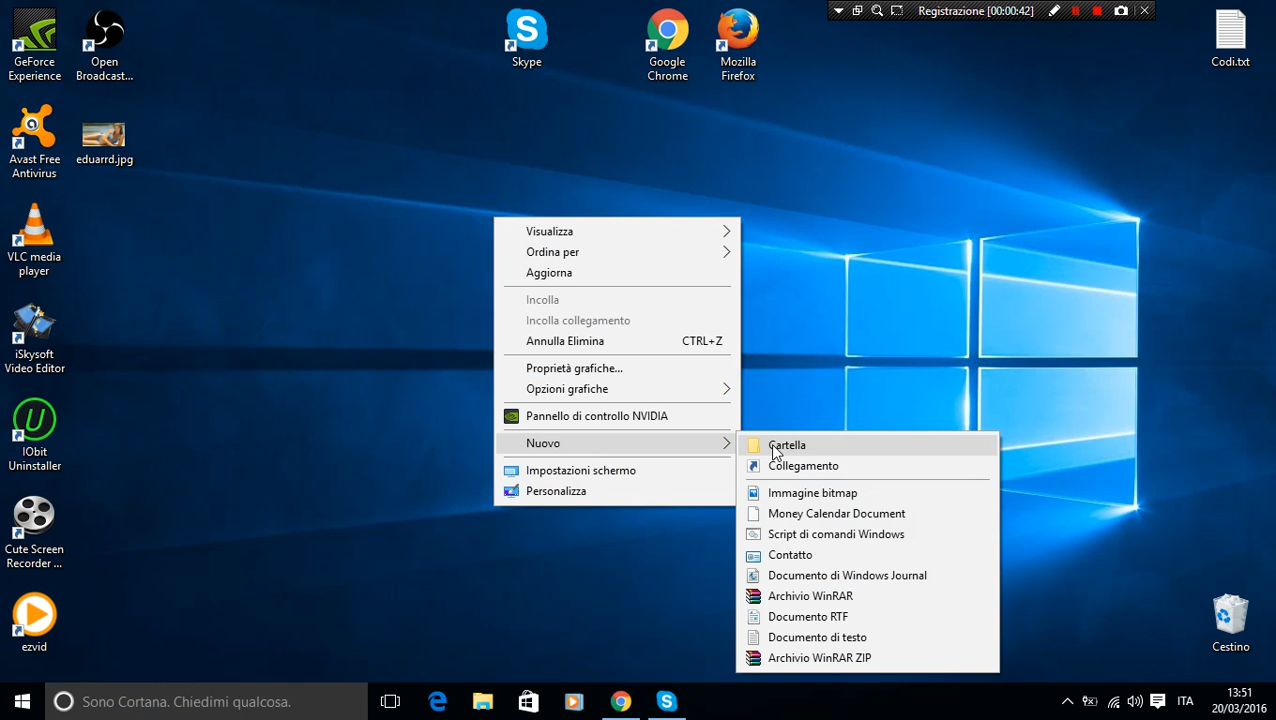 Registrazione [00:00:42]
GeForce
Experience
Open
Broadcast...
Skype
Google
Chrome
Mozilla
Firefox
Codi.txt
Avast Free
Antivirus
eduarrd.jpg
VLC media
player
iSkysoft
Video Editor
IObit
Uninstaller
Cute Screen
Recorder ...
ezvid
Visualizza
Ordina per
Aggiorna
Incolla
Incolla collegamento
Annulla Elimina CTRL+Z
Proprietà grafiche...
Opzioni grafiche
Pannello di controllo NVIDIA
Nuovo
Impostazioni schermo
Personalizza
Cartella
Collegamento
Immagine bitmap
Money Calendar Document
Script di comandi Windows
Contatto
Documento di Windows Journal
Archivio WinRAR
Documento RTF
Documento di testo
Archivio WinRAR ZIP
Cestino
Sono Cortana. Chiedimi qualcosa.
ITA
13:51
20/03/2016